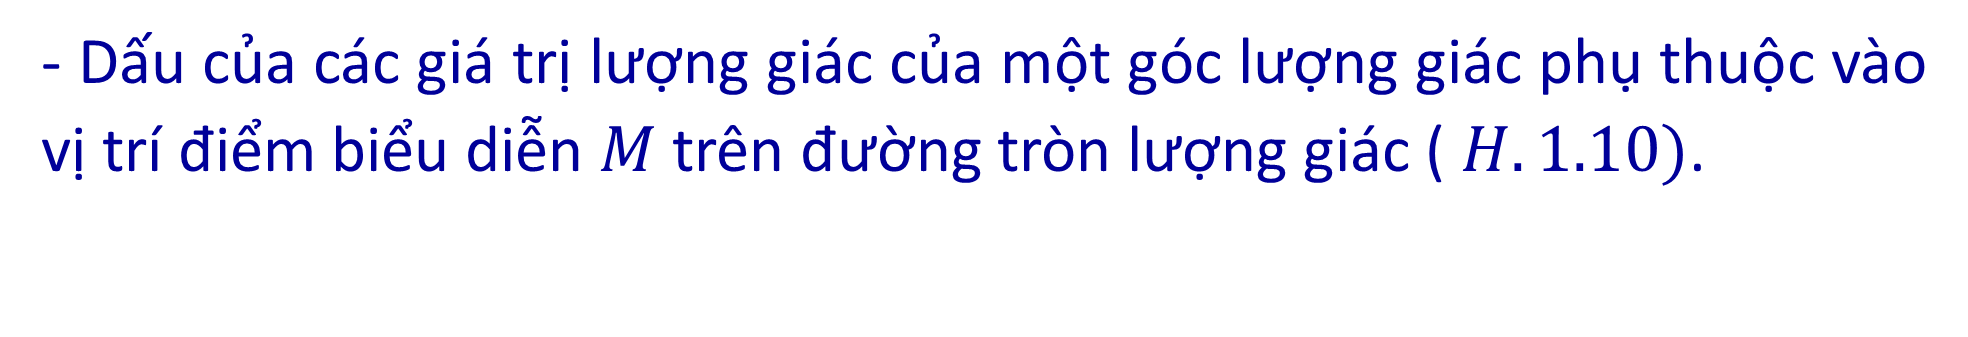 - Dấu của các giá trị lượng giác của một góc lượng giác phụ thuộc vào
vị trí điểm biểu diễn M trên đường tròn lượng giác ( H. 1.10).